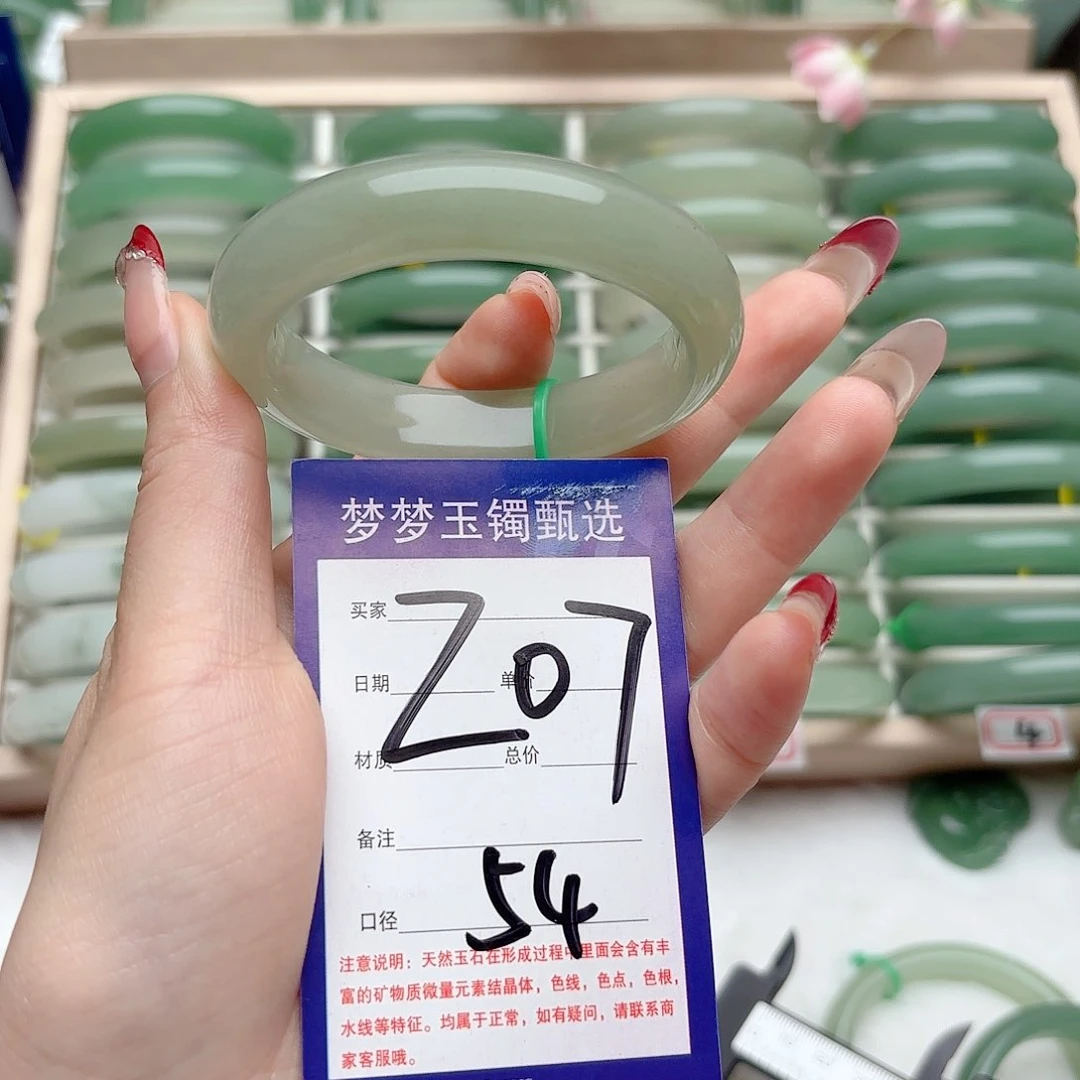 梦梦玉镯甄选
买家
Z07
日期 单价
材质 总价
备注
口径 54
注意说明：天然玉石在形成过程中里面会含有丰
富的矿物质微量元素结晶体，色线，色点，色根，
水线等特征。均属于正常，如有疑问，请联系商
家客服哦。
4